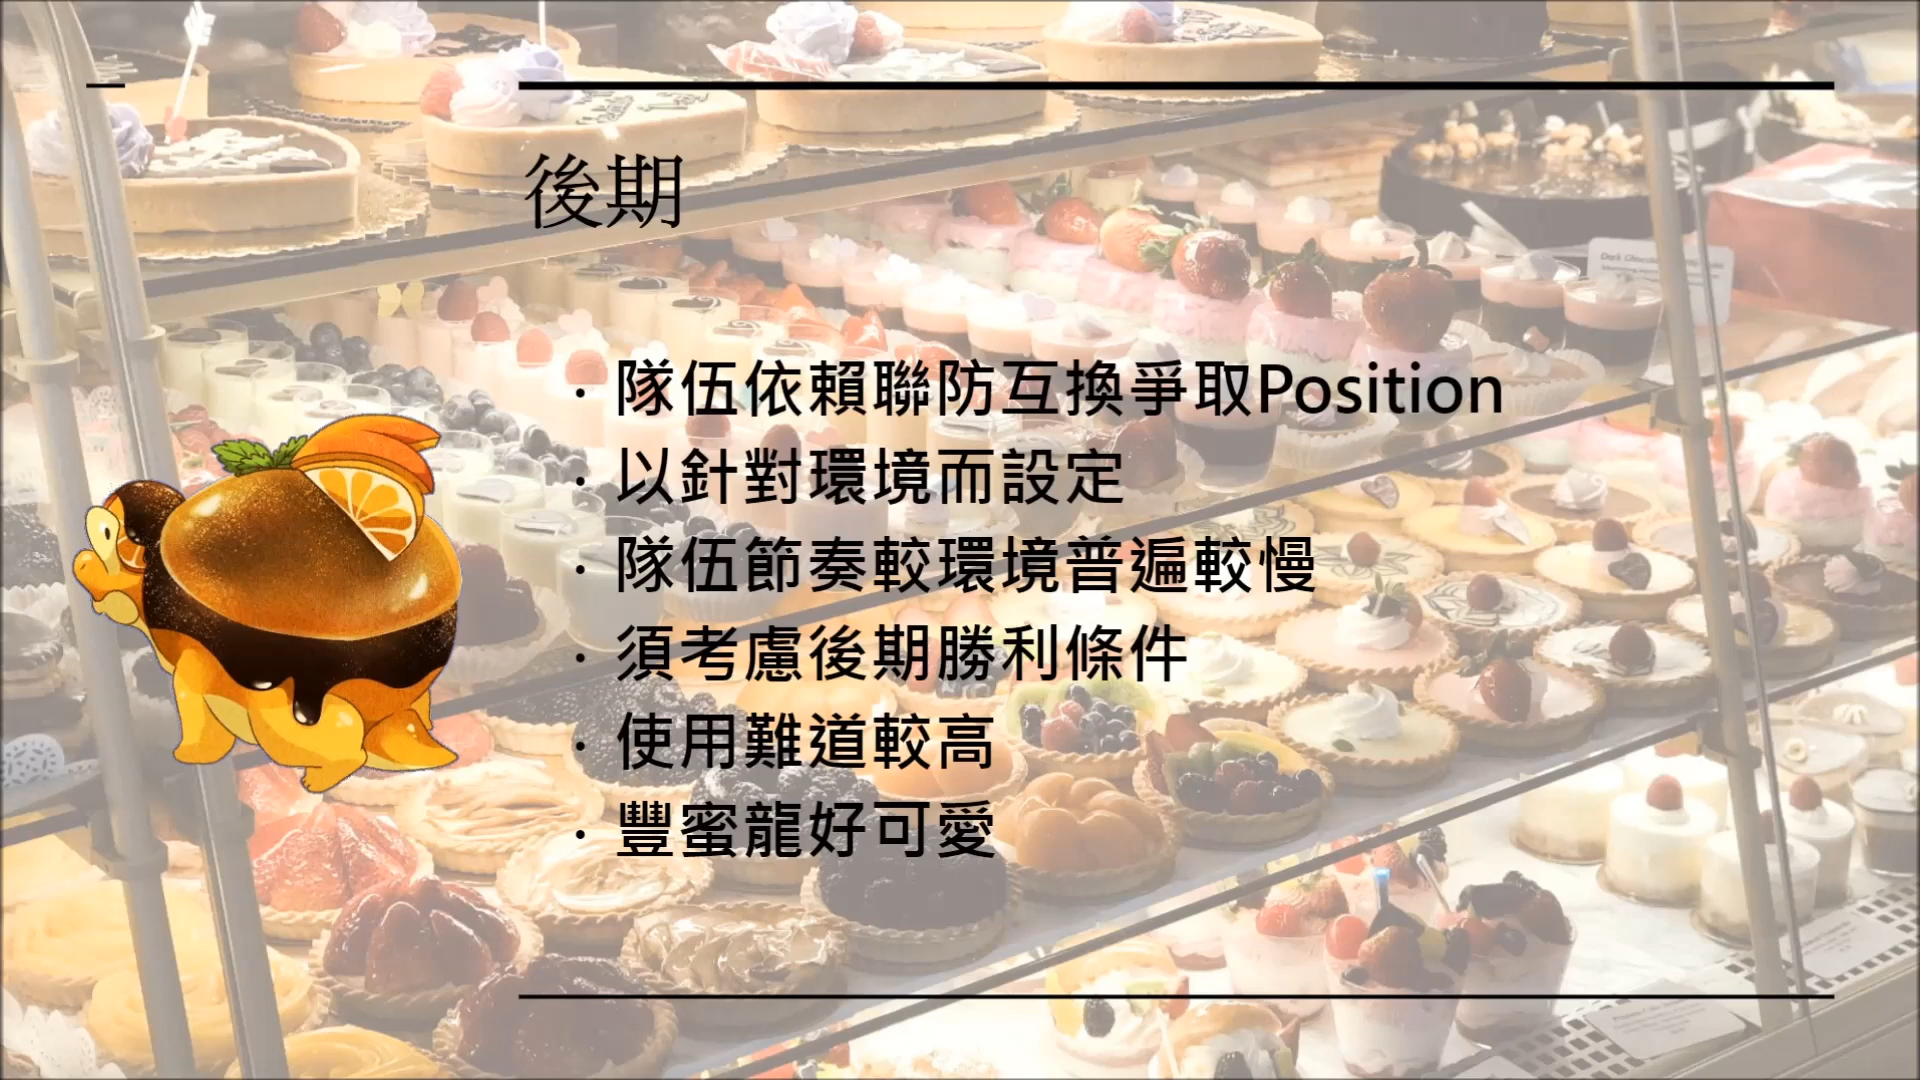 後期
· 隊伍依賴聯防互換爭取Position
· 以針對環境而設定
· 隊伍節奏較環境普遍較慢
· 須考慮後期勝利條件
· 使用難道較高
· 豐蜜龍好可愛